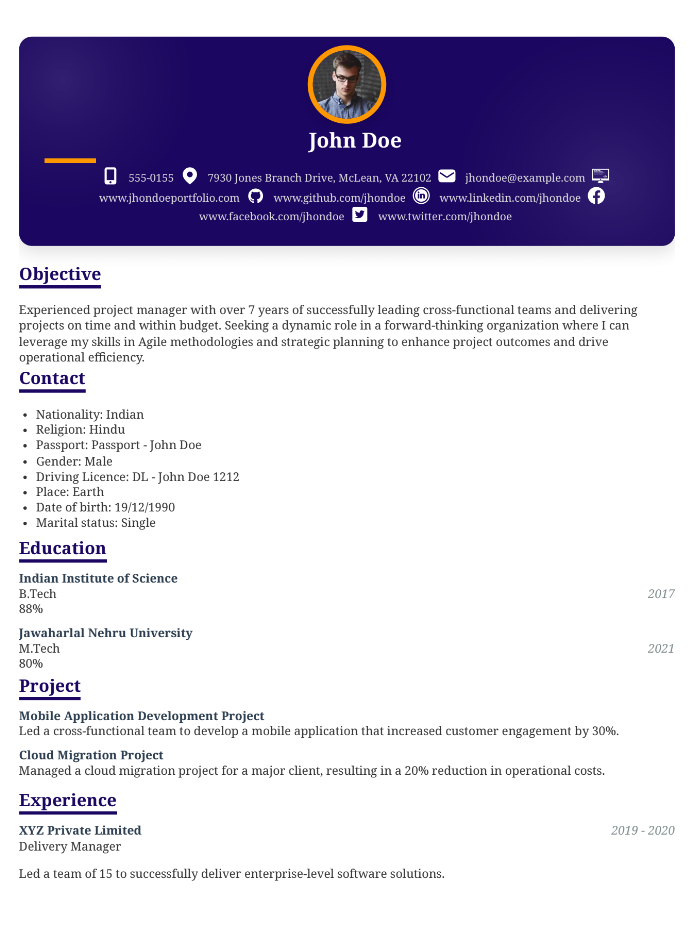 John Doe
555-0155 7930 Jones Branch Drive, McLean, VA 22102 jhondoe@example.com
www.jhondoeportfolio.com www.github.com/jhondoe www.linkedin.com/jhondoe
www.facebook.com/jhondoe www.twitter.com/jhondoe
Objective
Experienced project manager with over 7 years of successfully leading cross-functional teams and delivering
projects on time and within budget. Seeking a dynamic role in a forward-thinking organization where I can
leverage my skills in Agile methodologies and strategic planning to enhance project outcomes and drive
operational efficiency.
Contact
• Nationality: Indian
• Religion: Hindu
• Passport: Passport - John Doe
• Gender: Male
• Driving Licence: DL - John Doe 1212
• Place: Earth
• Date of birth: 19/12/1990
• Marital status: Single
Education
Indian Institute of Science
B.Tech 2017
88%
Jawaharlal Nehru University
M.Tech 2021
80%
Project
Mobile Application Development Project
Led a cross-functional team to develop a mobile application that increased customer engagement by 30%.
Cloud Migration Project
Managed a cloud migration project for a major client, resulting in a 20% reduction in operational costs.
Experience
XYZ Private Limited 2019 - 2020
Delivery Manager
Led a team of 15 to successfully deliver enterprise-level software solutions.